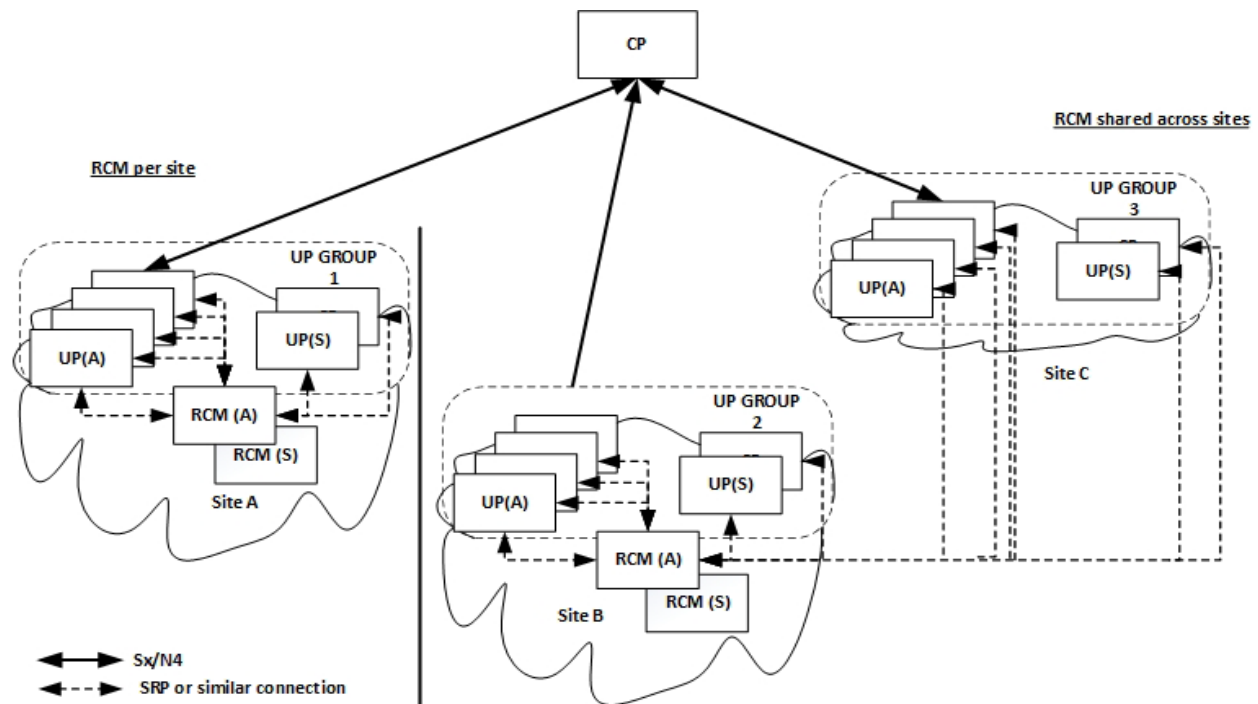 CP
RCM shared across sites
RCM per site
UP GROUP
3
UP(S)
UP(A)
Site C
UP GROUP
1
UP(S)
UP(A)
RCM (A)
RCM (S)
Site A
UP GROUP
2
UP(S)
UP(A)
RCM (A)
RCM (S)
Site B
Sx/N4
SRP or similar connection